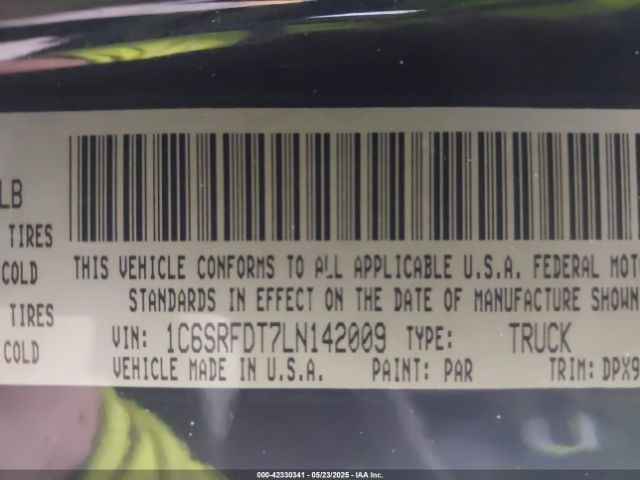 LB
TIRES
COLD
THIS VEHICLE CONFORMS TO ALL APPLICABLE U.S.A. FEDERAL MOT
STANDARDS IN EFFECT ON THE DATE OF MANUFACTURE SHOWN
TIRES
VIN: 1C6SRFDT7LN142009 TYPE: TRUCK
COLD
VEHICLE MADE IN U.S.A. PAINT: PAR TRIM: DPX9
000-42330341 - 05/23/2025 - IAA Inc.